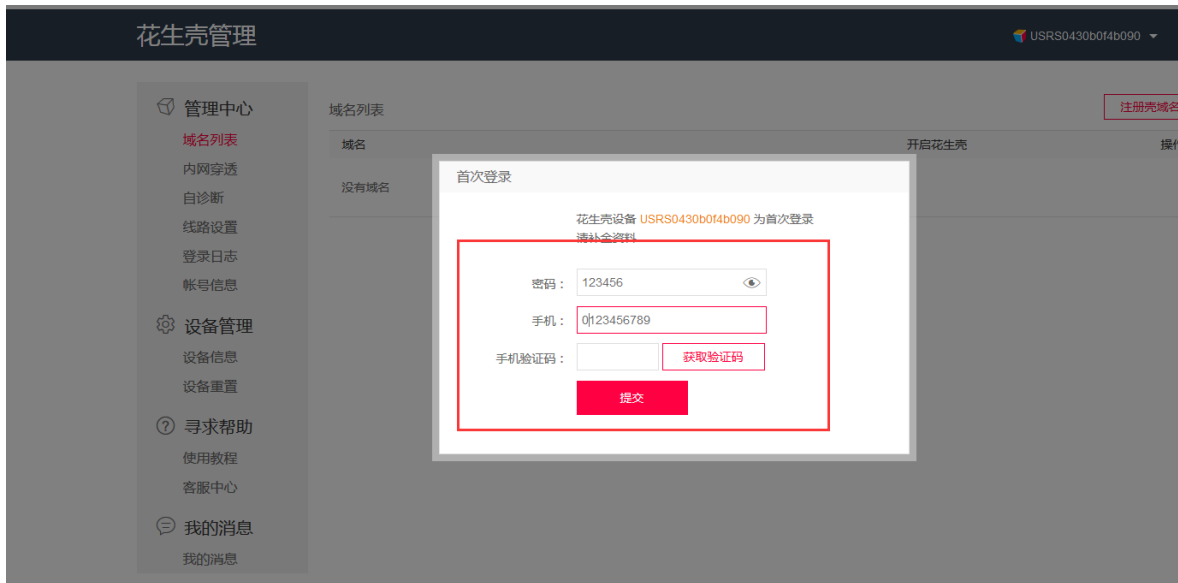 花生壳管理
USRS0430b0f4b090
管理中心
域名列表
内网穿透
自诊断
线路设置
登录日志
帐号信息
设备管理
设备信息
设备重置
寻求帮助
使用教程
客服中心
我的消息
我的消息
域名列表
注册壳域名
域名 开启花生壳 操作
没有域名
首次登录
花生壳设备 USRS0430b0f4b090 为首次登录
请补全资料
密码： 123456
手机： 0123456789
手机验证码： 获取验证码
提交